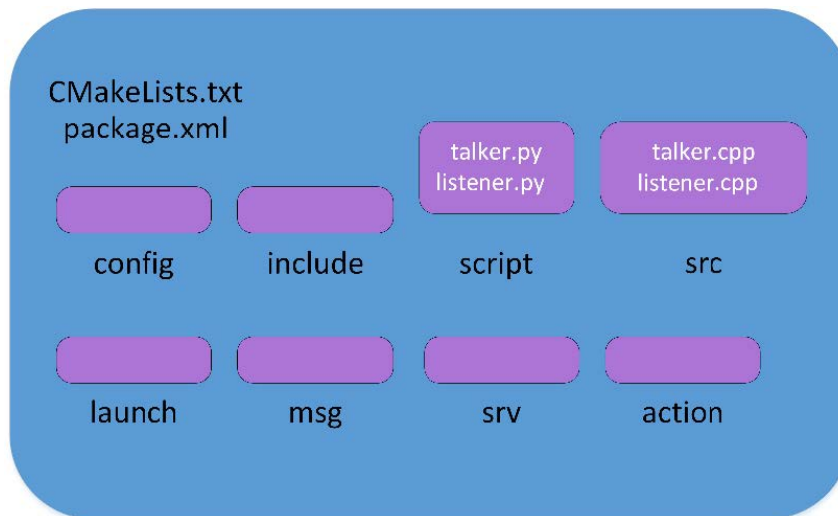 CMakeLists.txt
package.xml
talker.py
listener.py
talker.cpp
listener.cpp
config
include
script
src
launch
msg
srv
action